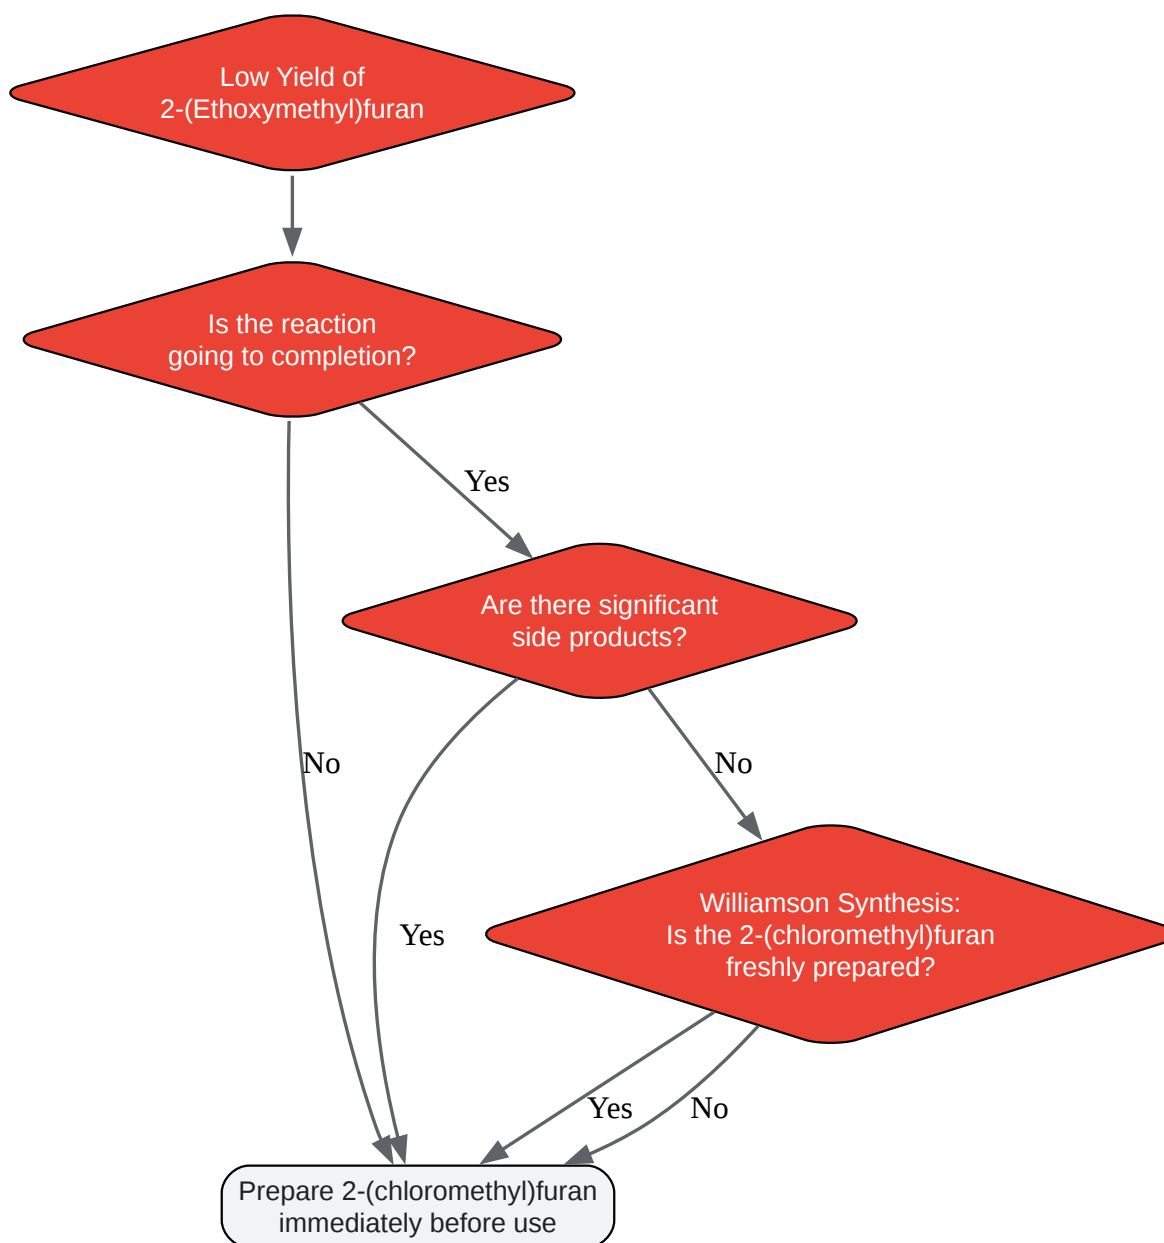 Low Yield of
2-(Ethoxymethyl)furan
Is the reaction
going to completion?
Yes
Are there significant
side products?
No
No
Williamson Synthesis:
Is the 2-(chloromethyl)furan
freshly prepared?
Yes
Yes
No
Prepare 2-(chloromethyl)furan
immediately before use